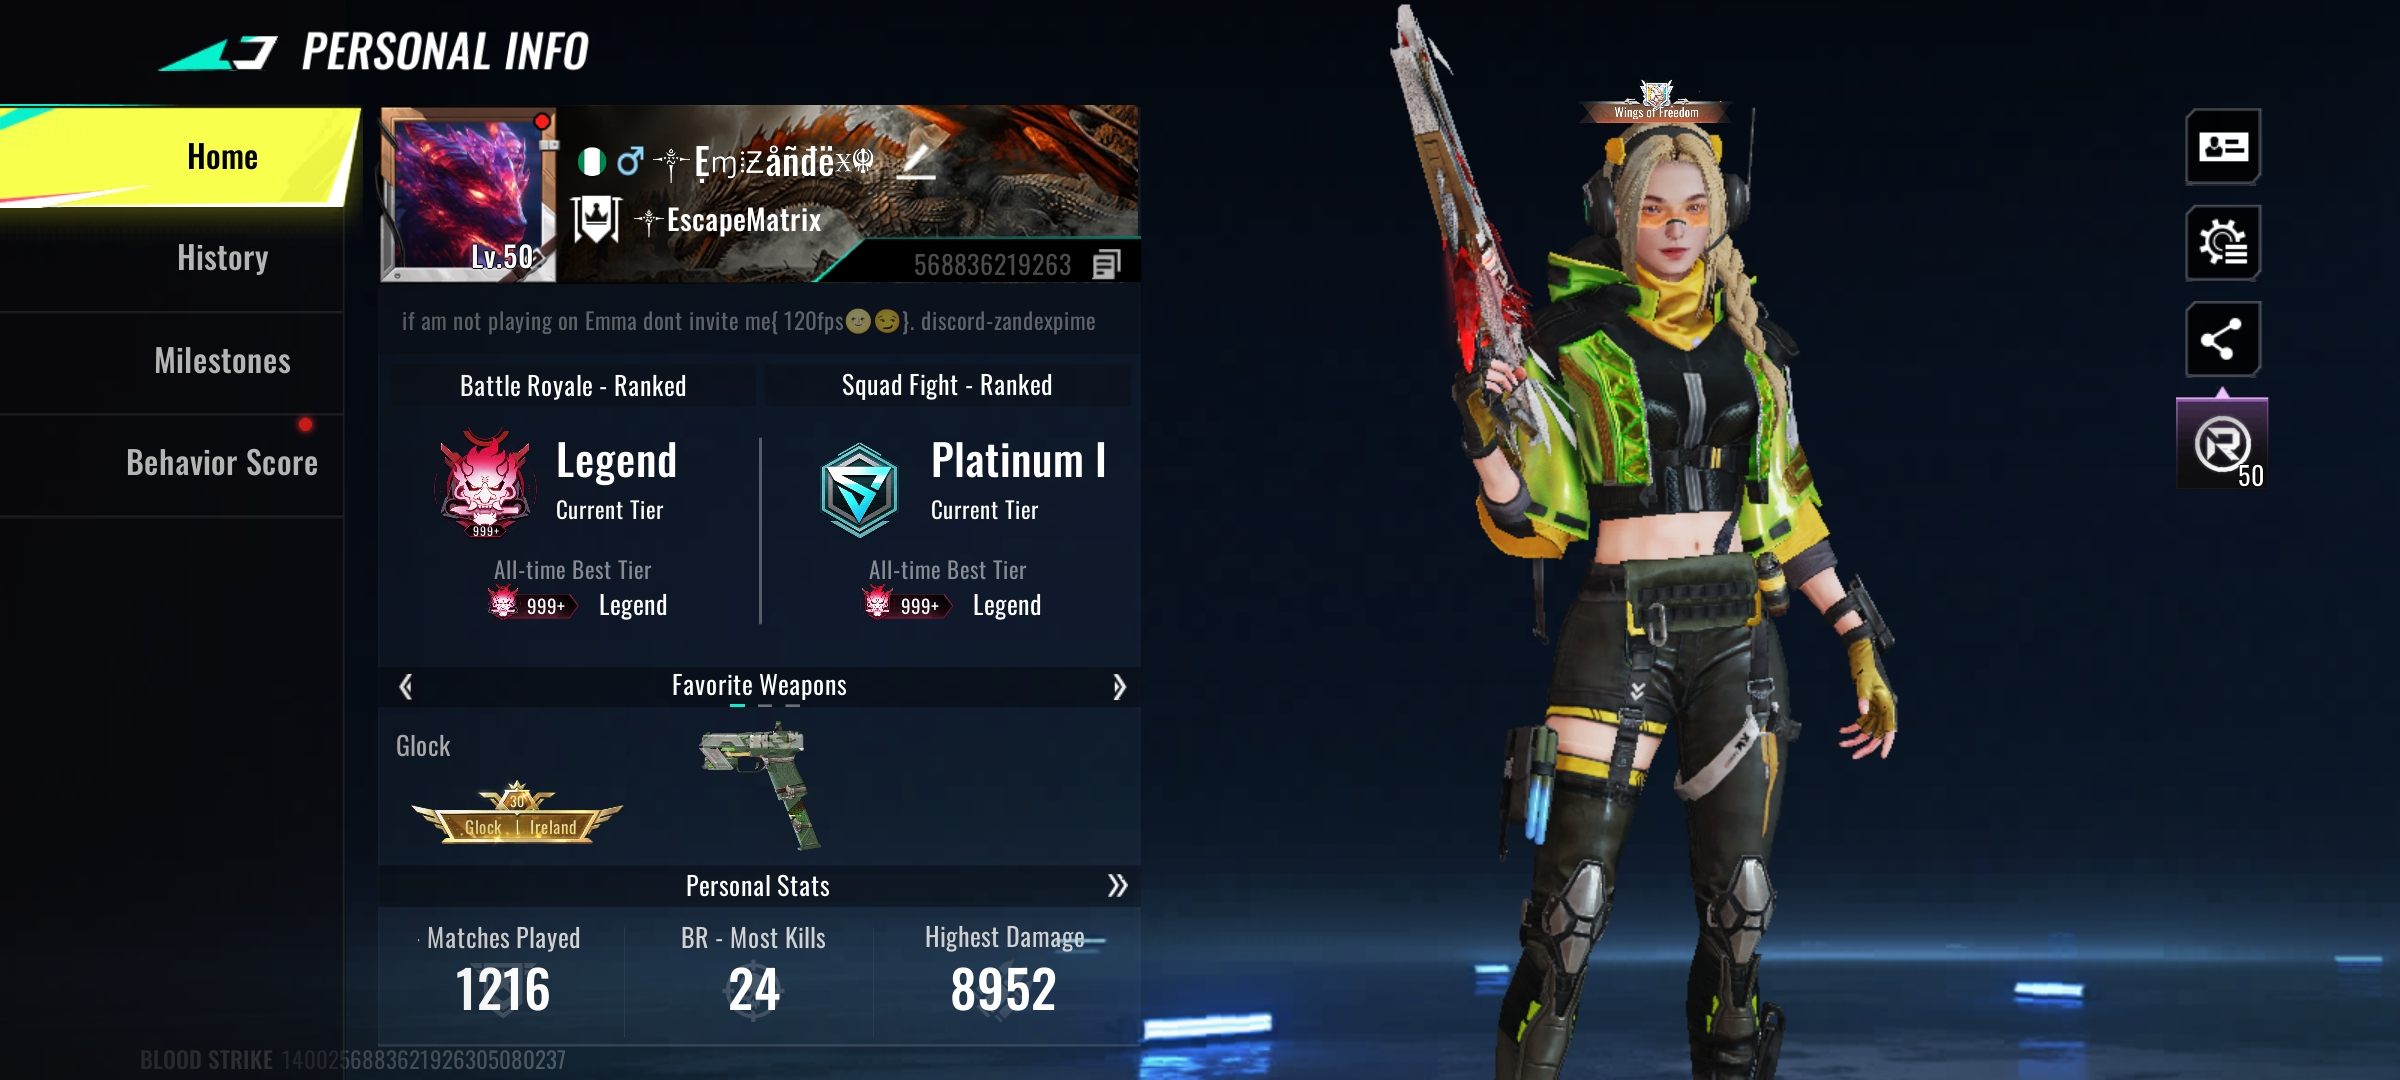 PERSONAL INFO
Home
History
Milestones
Behavior Score
Lv.50
EscapeMatrix
568836219263
if am not playing on Emma dont invite me{ 120fps🌝😏}. discord-zandexpime
Battle Royale - Ranked
Squad Fight - Ranked
999+
Legend
Current Tier
Platinum I
Current Tier
All-time Best Tier
999+ Legend
All-time Best Tier
999+ Legend
Favorite Weapons
Glock
30
Glock | Ireland
Personal Stats
Matches Played
1216
BR - Most Kills
24
Highest Damage
8952
BLOOD STRIKE 1400256883621926305080237
Wings of Freedom
50